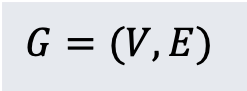 G = (V, E)